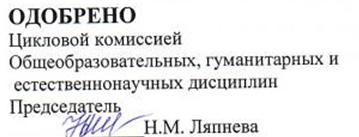 ОДОБРЕНО
Цикловой комиссией
Общеобразовательных, гуманитарных и
естественнонаучных дисциплин
Председатель
Н.М. Ляпнева